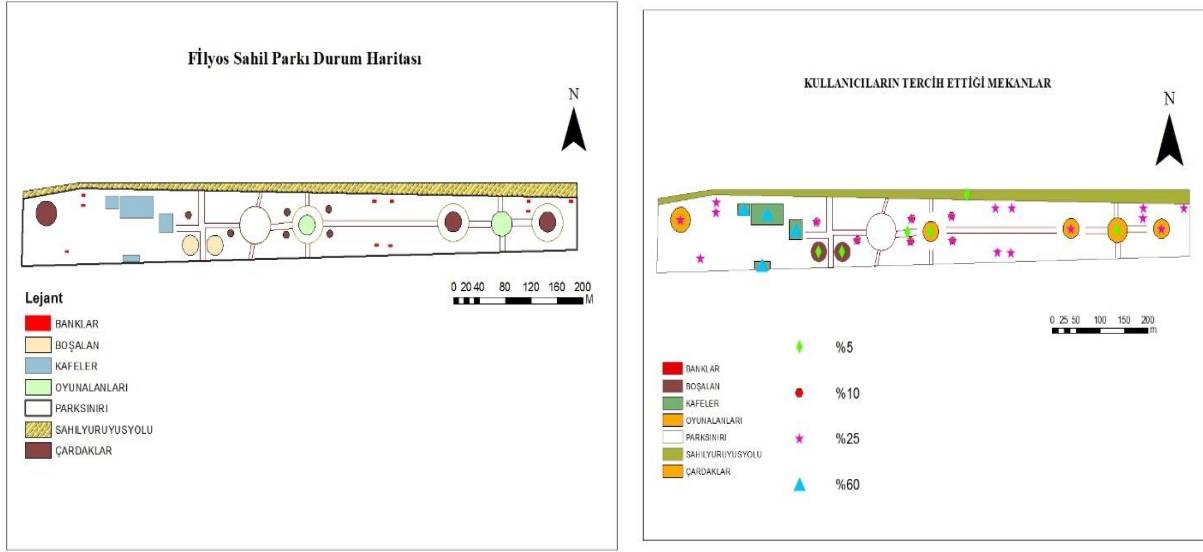 Fİlyos Sahil Parkı Durum Haritası
N
0 20 40 80 120 160 200
M
Lejant
BANKLAR
BOŞALAN
KAFELER
OYUNALANLARI
PARKSINIRI
SAHILYURUYUSYOLU
ÇARDAKLAR
KULLANICILARIN TERCİH ETTİĞİ MEKANLAR
N
0 25 50 100 150 200
m
BANKLAR
BOŞALAN
KAFELER
OYUNALANLARI
PARKSINIRI
SAHILYURUYUSYOLU
ÇARDAKLAR
%5
%10
%25
%60